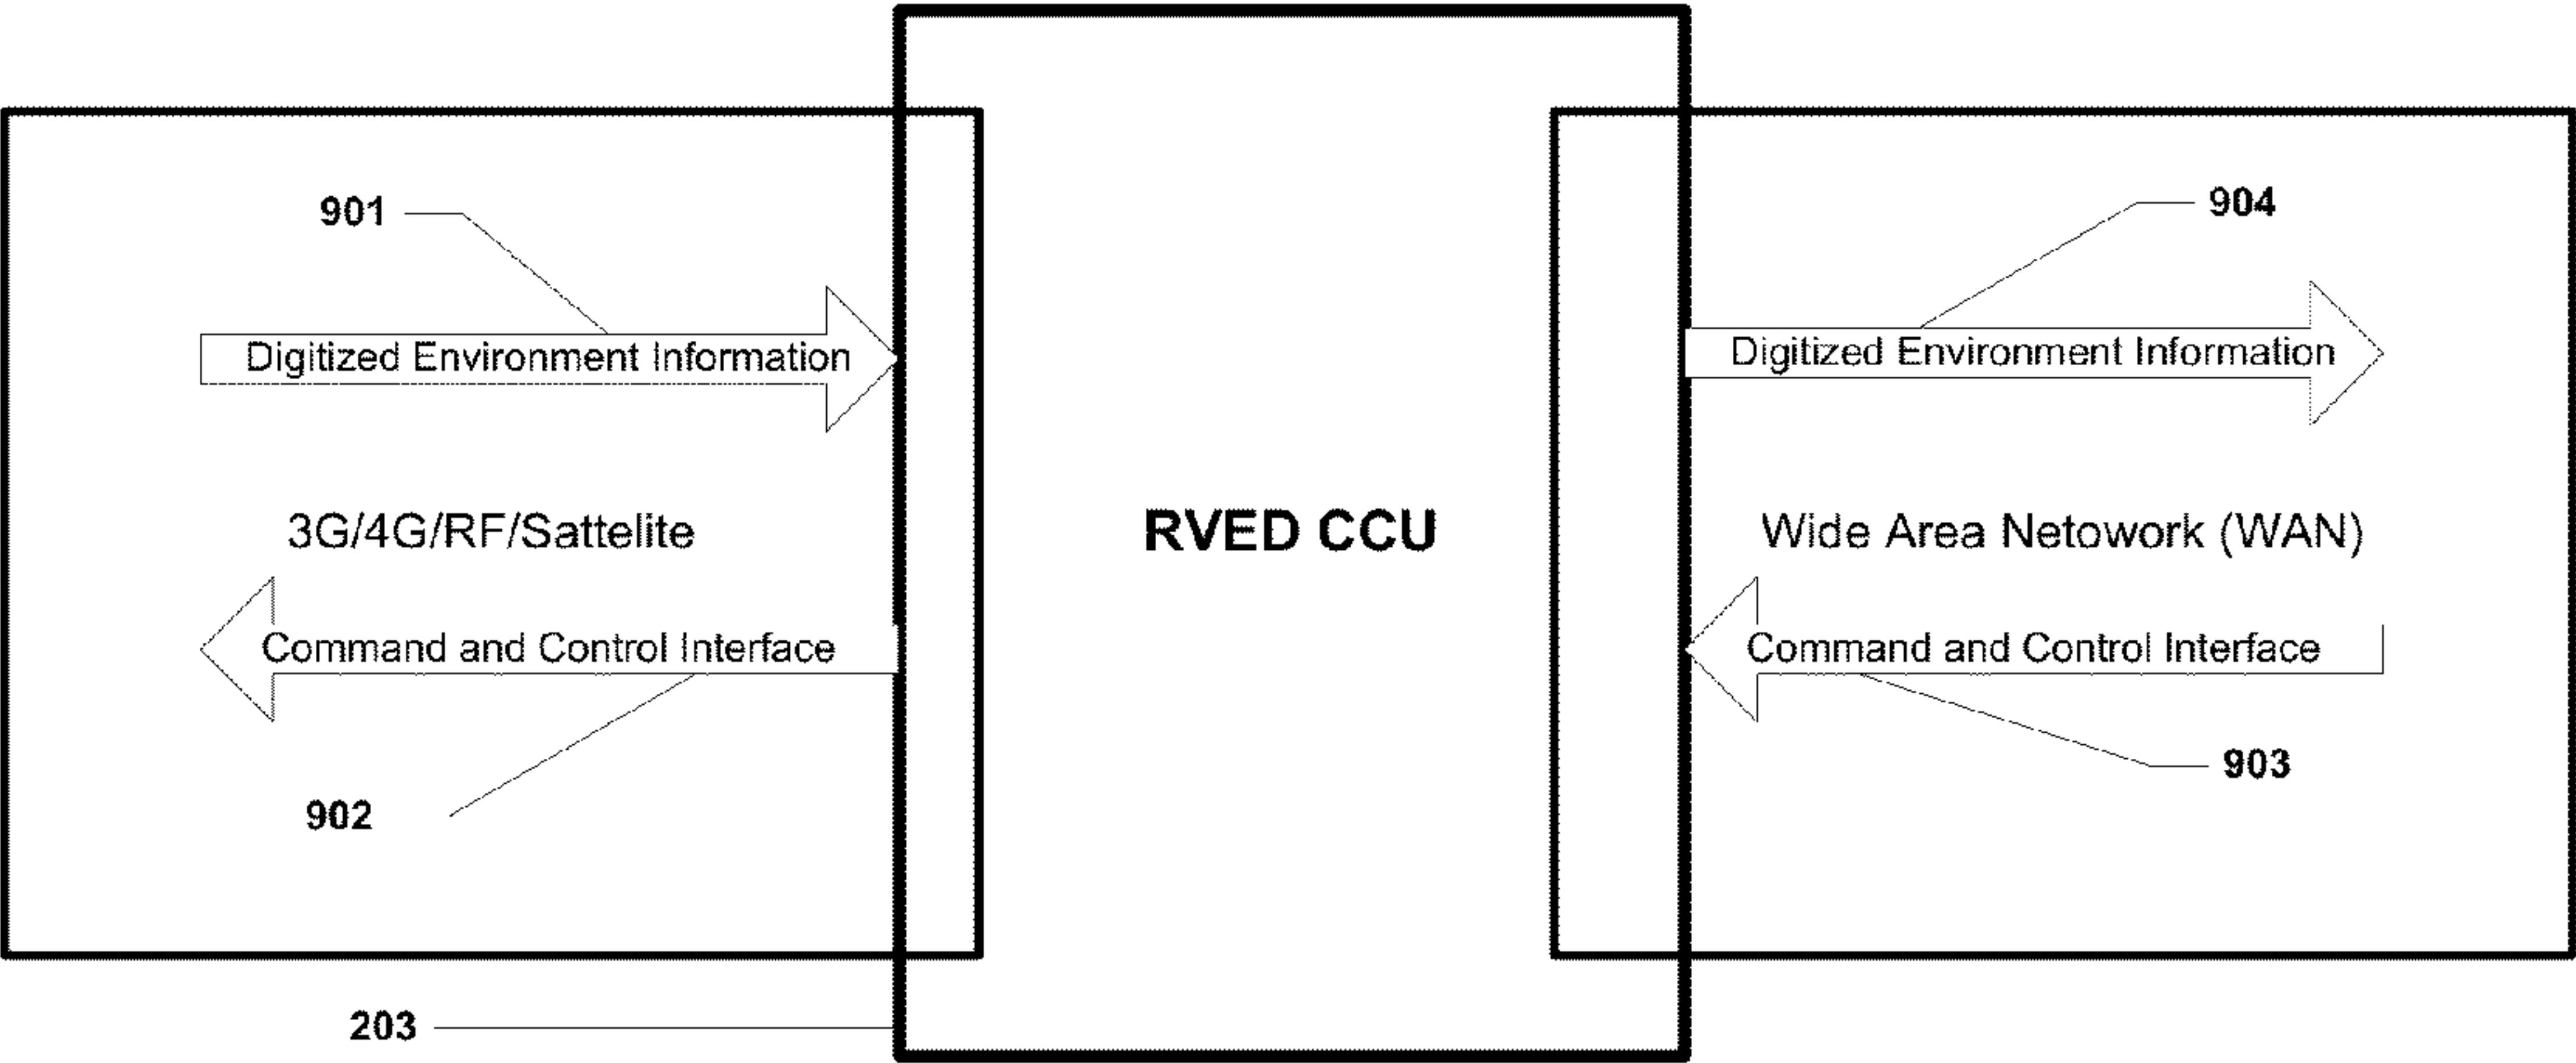 901
904
Digitized Environment Information
Digitized Environment Information
3G/4G/RF/Sattelite
RVED CCU
Wide Area Netowork (WAN)
Command and Control Interface
Command and Control Interface
903
902
203